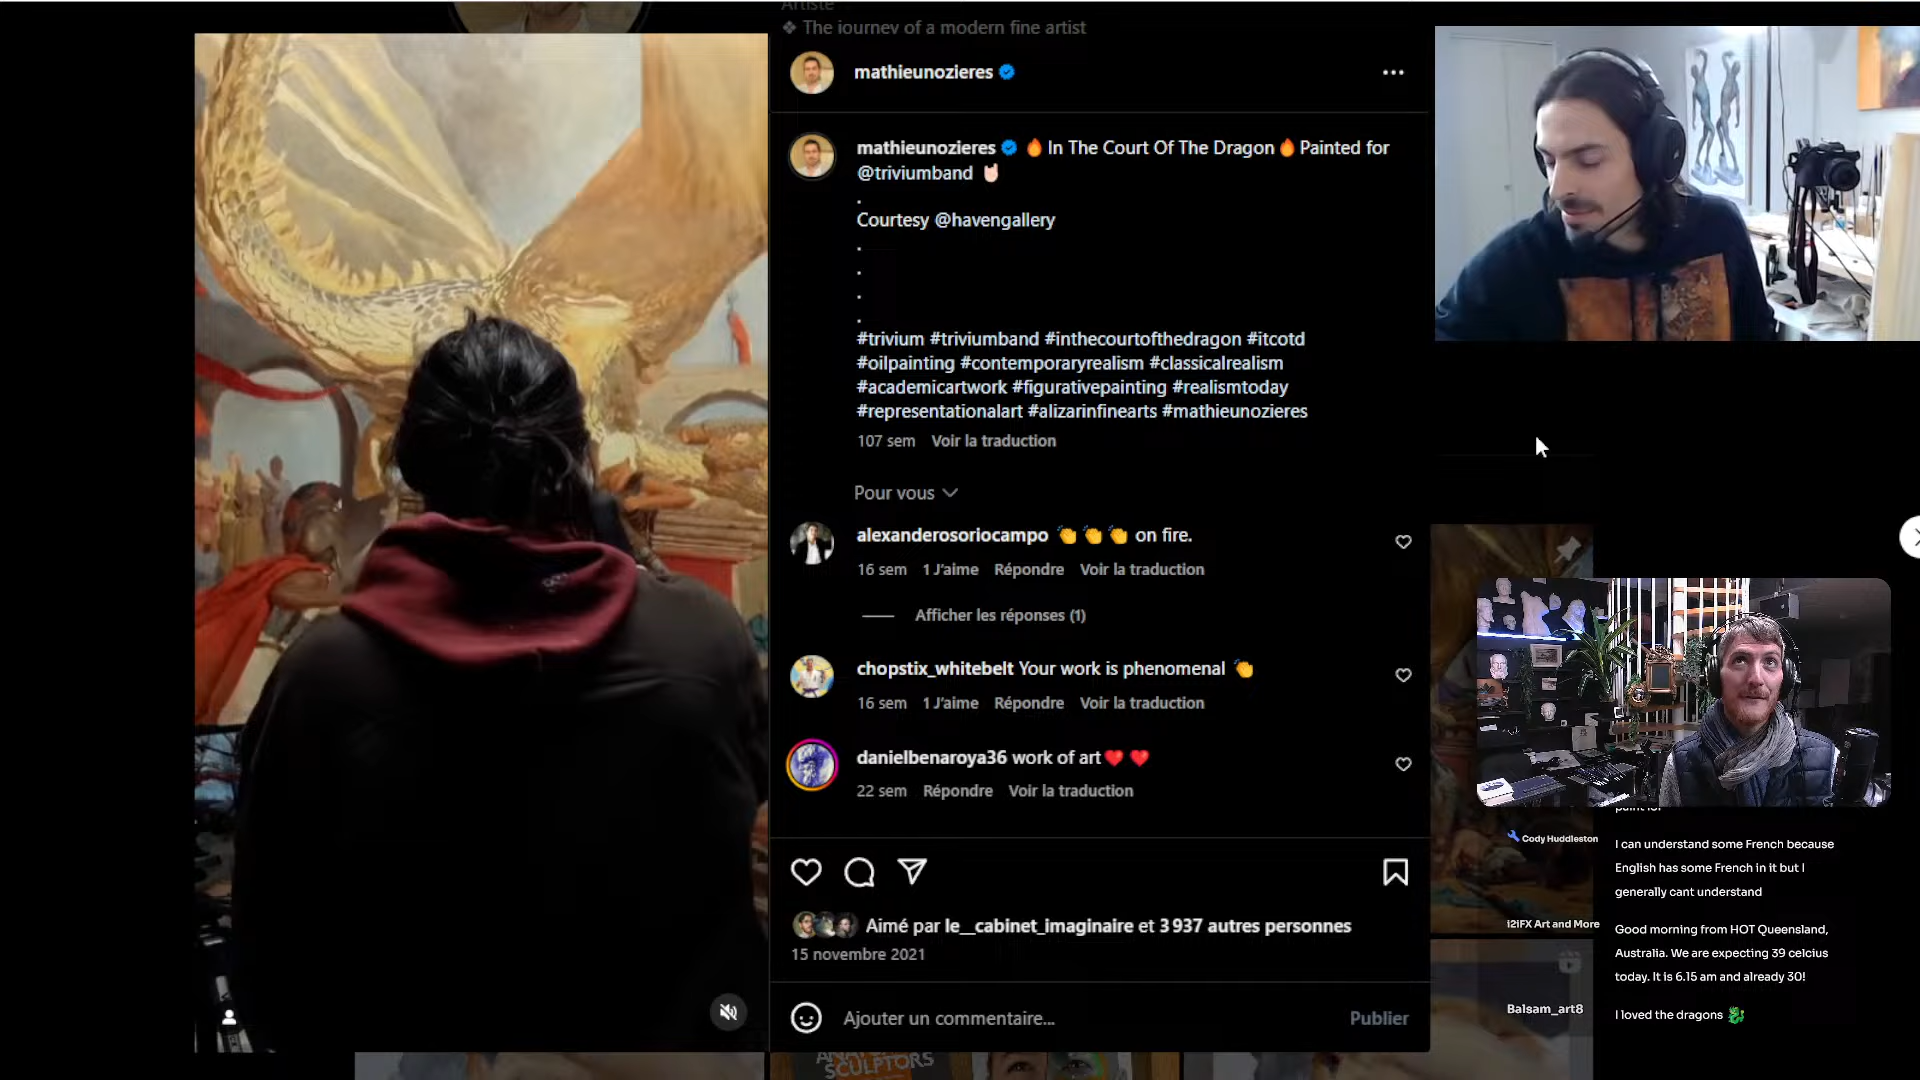 Artiste
❖ The journey of a modern fine artist
mathieunozieres
mathieunozieres 🔥 In The Court Of The Dragon🔥Painted for
@triviumband 🤘🏻
.
Courtesy @havengallery
.
.
.
.
#trivium #triviumband #inthecourtofthedragon #itcotd
#oilpainting #contemporaryrealism #classicalrealism
#academicartwork #figurativepainting #realismtoday
#representationalart #alizarinfinearts #mathieunozieres
107 sem Voir la traduction
Pour vous
alexanderosoriocampo 👏 👏 👏 on fire.
16 sem 1 J'aime Répondre Voir la traduction
Afficher les réponses (1)
chopstix_whitebelt Your work is phenomenal 👏
16 sem 1 J'aime Répondre Voir la traduction
danielbenaroya36 work of art❤️ ❤️
22 sem Répondre Voir la traduction
Aimé par le__cabinet_imaginaire et 3 937 autres personnes
15 novembre 2021
Ajouter un commentaire...
Publier
SCULPTORS
Cody Huddleston
I can understand some French because
English has some French in it but I
generally cant understand
i2iFX Art and More
Good morning from HOT Queensland,
Australia. We are expecting 39 celcius
today. It is 6.15 am and already 30!
Balsam_art8
I loved the dragons 🐉